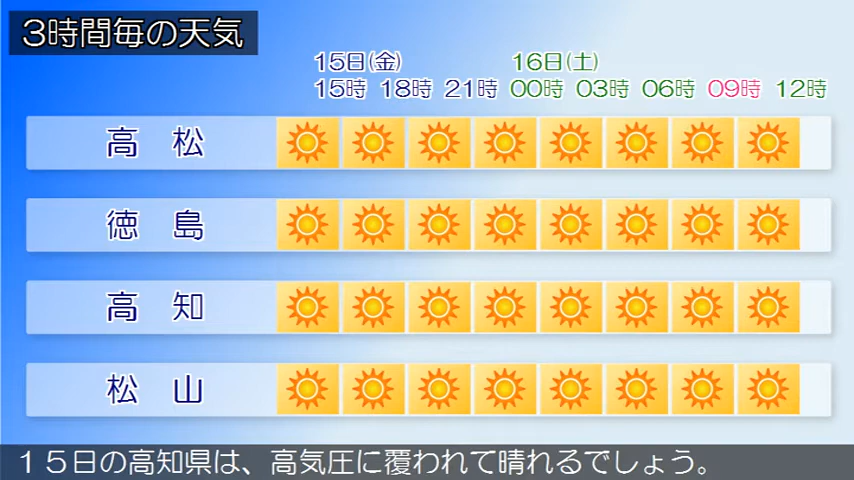 3時間毎の天気
15日(金) 16日(土)
15時 18時 21時 00時 03時 06時 09時 12時
高 松
徳 島
高 知
松 山
１５日の高知県は、高気圧に覆われて晴れるでしょう。